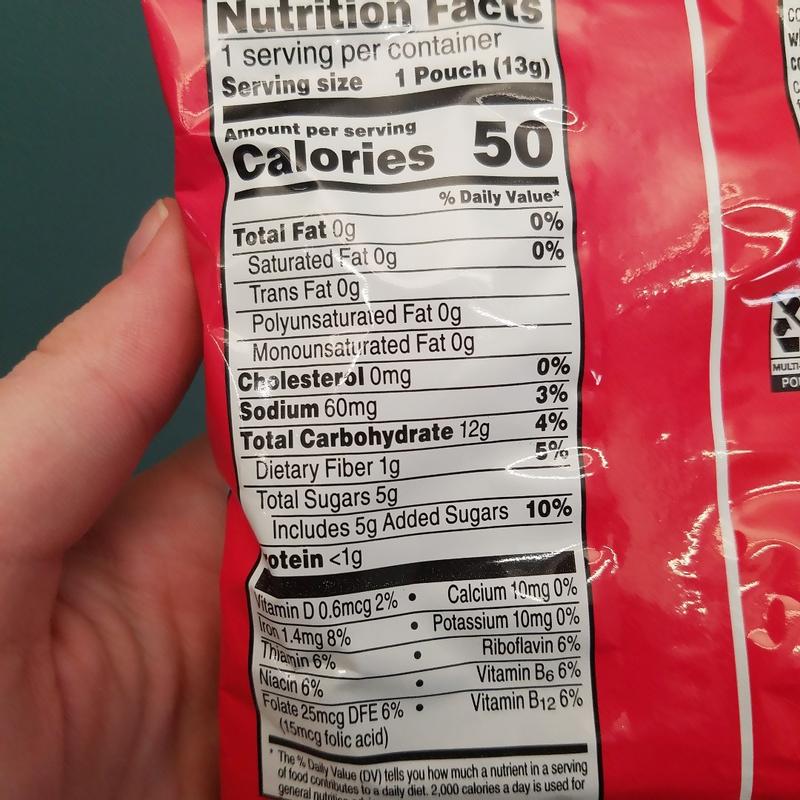 Nutrition Facts
1 serving per container
Serving size 1 Pouch (13g)
Amount per serving
Calories 50
% Daily Value*
Total Fat 0g 0%
Saturated Fat 0g 0%
Trans Fat 0g
Polyunsaturated Fat 0g
Monounsaturated Fat 0g
Cholesterol 0mg 0%
Sodium 60mg 3%
Total Carbohydrate 12g 4%
Dietary Fiber 1g 5%
Total Sugars 5g
Includes 5g Added Sugars 10%
otein <1g
Vitamin D 0.6mcg 2% • Calcium 10mg 0%
Iron 1.4mg 8% • Potassium 10mg 0%
Thiamin 6% • Riboflavin 6%
Niacin 6% • Vitamin B6 6%
Folate 25mcg DFE 6% • Vitamin B12 6%
(15mcg folic acid)
* The % Daily Value (DV) tells you how much a nutrient in a serving
of food contributes to a daily diet. 2,000 calories a day is used for
general
MULTI-